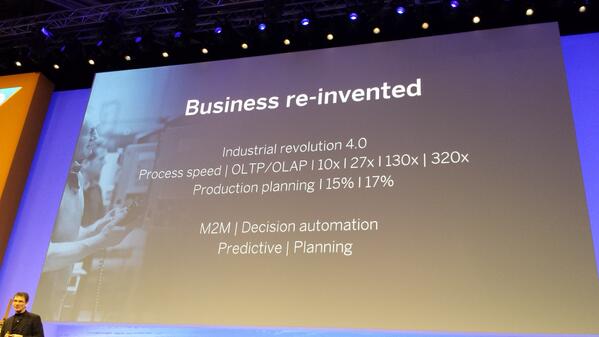 Business re-invented
Industrial revolution 4.0
Process speed | OLTP/OLAP | 10x | 27x | 130x | 320x
Production planning | 15% | 17%
M2M | Decision automation
Predictive | Planning